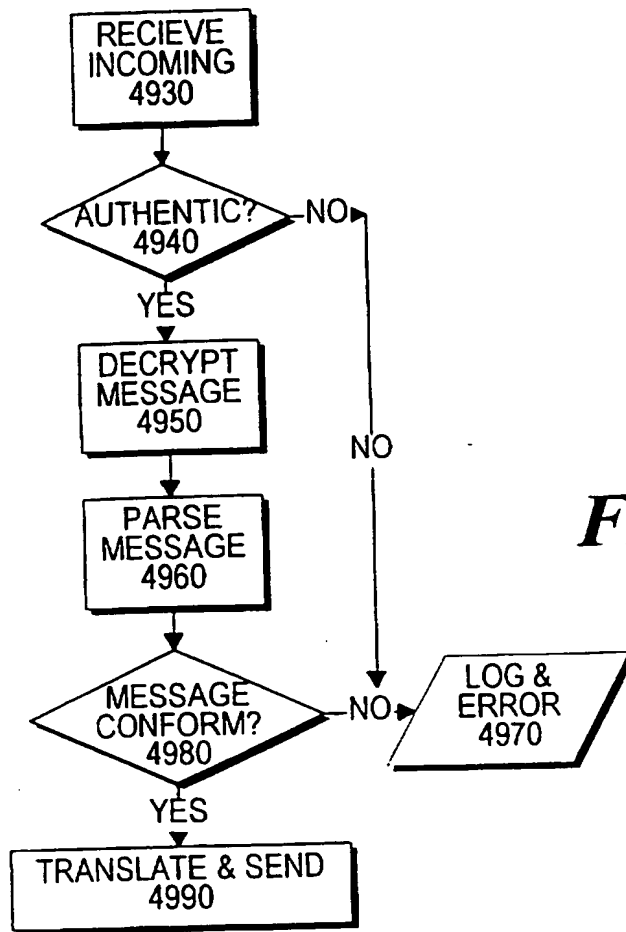 RECIEVE
INCOMING
4930
AUTHENTIC?
4940
NO
YES
DECRYPT
MESSAGE
4950
NO
PARSE
MESSAGE
4960
F
MESSAGE
CONFORM?
4980
NO
LOG &
ERROR
4970
YES
TRANSLATE & SEND
4990